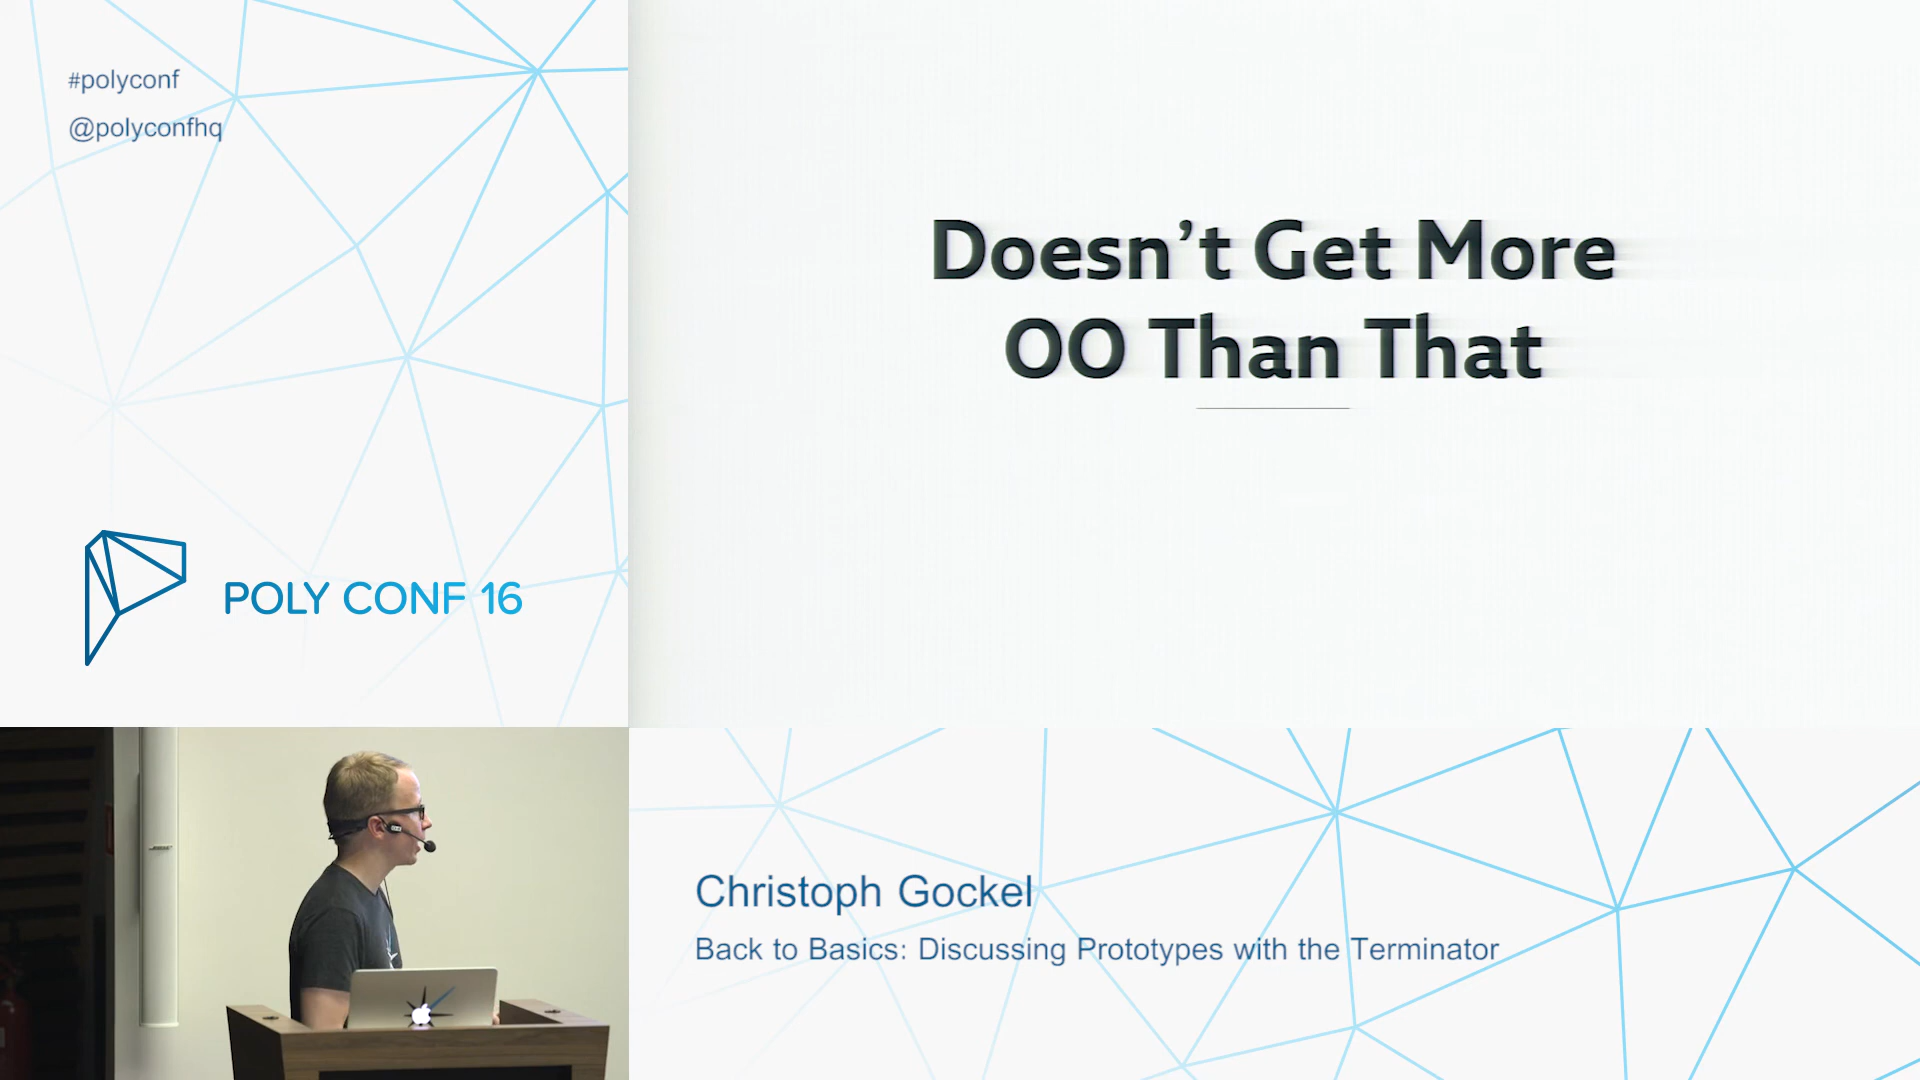 #polyconf
@polyconfhq
Doesn’t Get More
OO Than That
POLY CONF 16
Christoph Gockel
Back to Basics: Discussing Prototypes with the Terminator